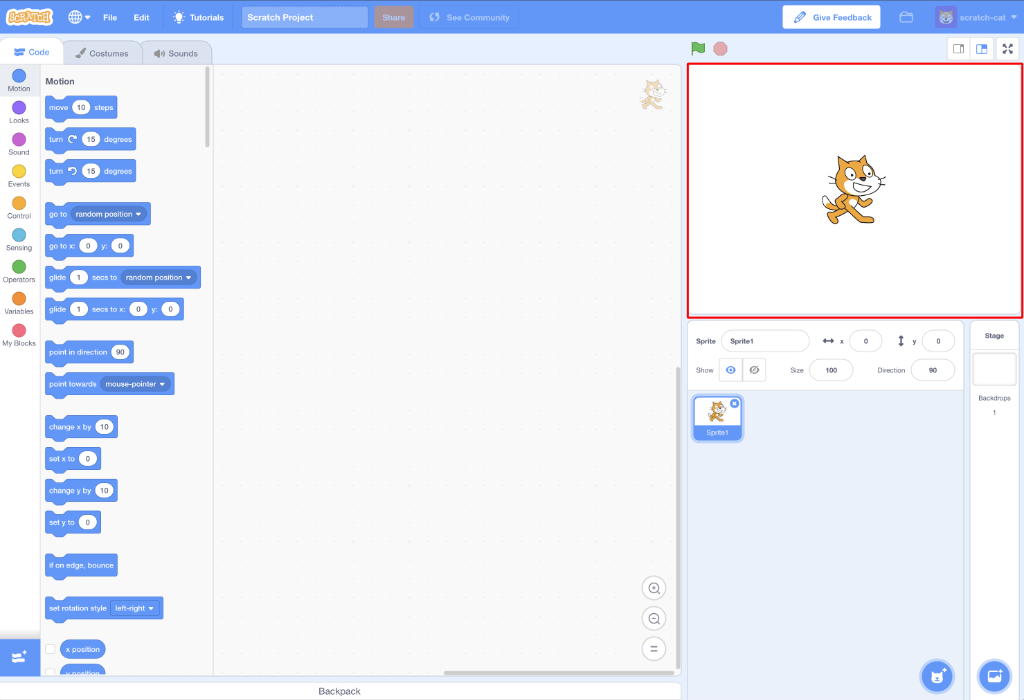 SCRATCH File Edit Tutorials Scratch Project Share See Community Give Feedback scratch-cat
Code Costumes Sounds
Motion
Looks
Sound
Events
Control
Sensing
Operators
Variables
My Blocks
Motion
move 10 steps
turn 15 degrees
turn 15 degrees
go to random position
go to x: 0 y: 0
glide 1 secs to random position
glide 1 secs to x: 0 y: 0
point in direction 90
point towards mouse-pointer
change x by 10
set x to 0
change y by 10
set y to 0
if on edge, bounce
set rotation style left-right
x position
y position
Backpack
Sprite Sprite1 x 0 y 0
Show Size 100 Direction 90
Sprite1
Stage
Backdrops
1